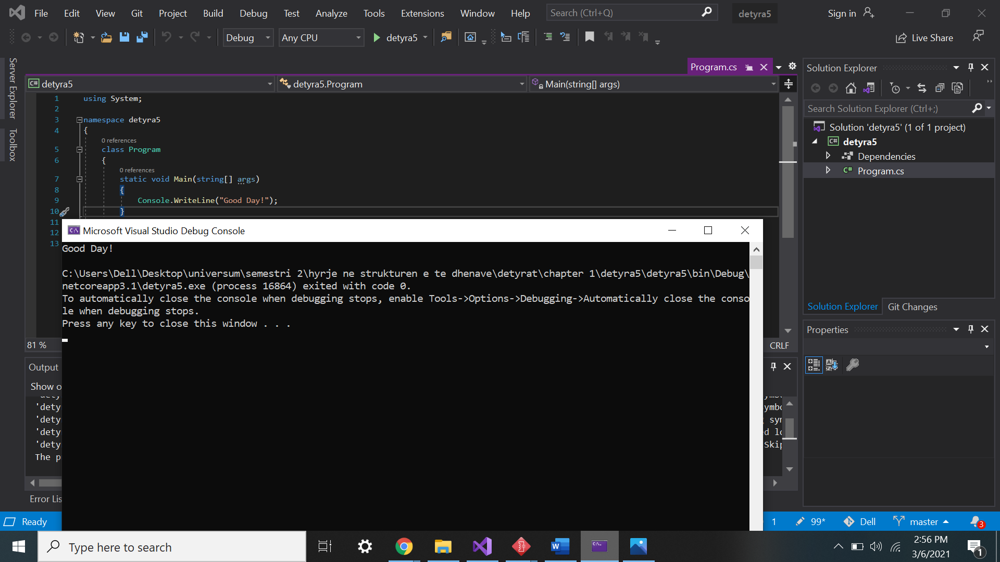 File Edit View Git Project Build Debug Test Analyze Tools Extensions Window Help Search (Ctrl+Q) detyra5 Sign in
Debug Any CPU detyra5 Live Share
Server Explorer
Toolbox
Program.cs
detyra5 detyra5.Program Main(string[] args)
1 using System;
2
3 namespace detyra5
4 {
0 references
5 class Program
6 {
0 references
7 static void Main(string[] args)
8 {
9 Console.WriteLine("Good Day!");
10 }
11
12
13
81 %
CRLF
Microsoft Visual Studio Debug Console
Good Day!
C:\Users\Dell\Desktop\universum\semestri 2\hyrje ne strukturen e te dhenave\detyrat\chapter 1\detyra5\detyra5\bin\Debug\
netcoreapp3.1\detyra5.exe (process 16864) exited with code 0.
To automatically close the console when debugging stops, enable Tools->Options->Debugging->Automatically close the conso
le when debugging stops.
Press any key to close this window . . .
Output
Show o
'dety
'dety
'dety
'dety
The p
Error Lis
Solution Explorer
Search Solution Explorer (Ctrl+;)
Solution 'detyra5' (1 of 1 project)
C# detyra5
Dependencies
C# Program.cs
Solution Explorer Git Changes
Properties
Ready 1 99* Dell master 3
Type here to search
2:56 PM
3/6/2021
1